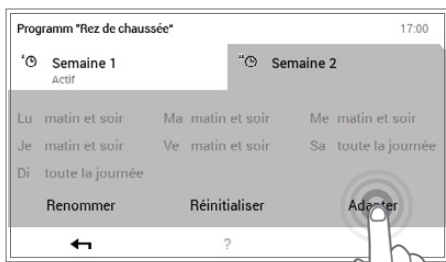 Programm "Rez de chaussée" 17:00
1 Semaine 1
Actif
2 Semaine 2
Lu matin et soir Ma matin et soir Me matin et soir
Je matin et soir Ve matin et soir Sa toute la journée
Di toute la journée
Renommer Réinitialiser Adapter
?